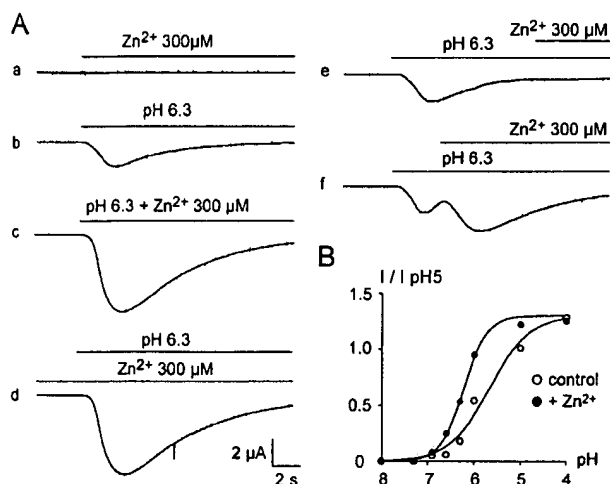 A
a
Zn2+ 300µM
b
pH 6.3
c
pH 6.3 + Zn2+ 300 µM
d
pH 6.3
Zn2+ 300 µM
2 µA
2 s
e
Zn2+ 300 µM
pH 6.3
f
Zn2+ 300 µM
pH 6.3
B
I / I pH5
1.5
1.0
0.5
0
8 7 6 5 4
pH
control
+ Zn2+